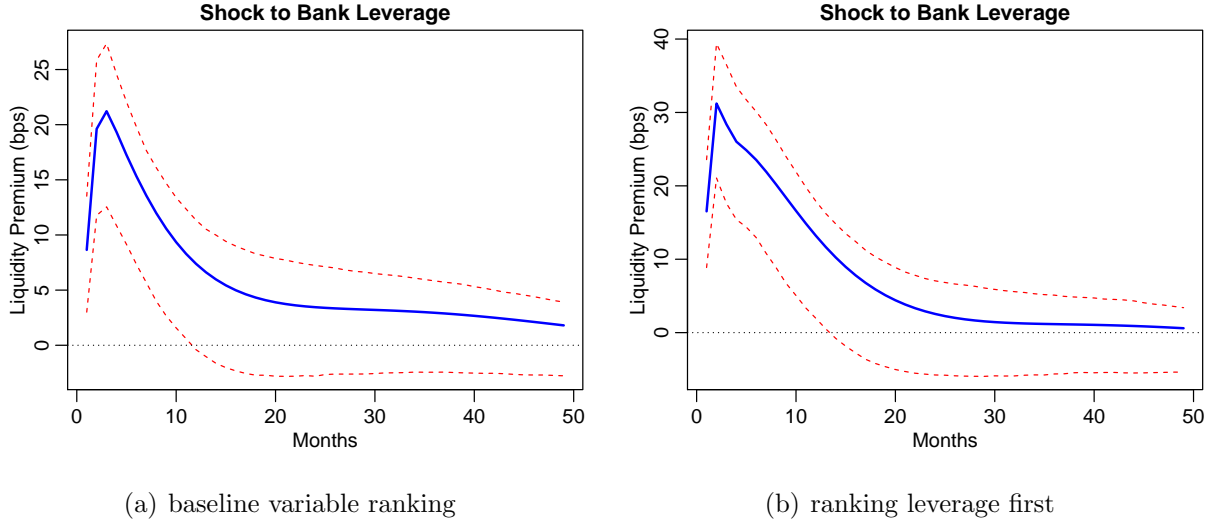 Shock to Bank Leverage
Liquidity Premium (bps)
25
20
15
10
5
0
0 10 20 30 40 50
Months
(a) baseline variable ranking
Shock to Bank Leverage
Liquidity Premium (bps)
40
30
20
10
0
0 10 20 30 40 50
Months
(b) ranking leverage first